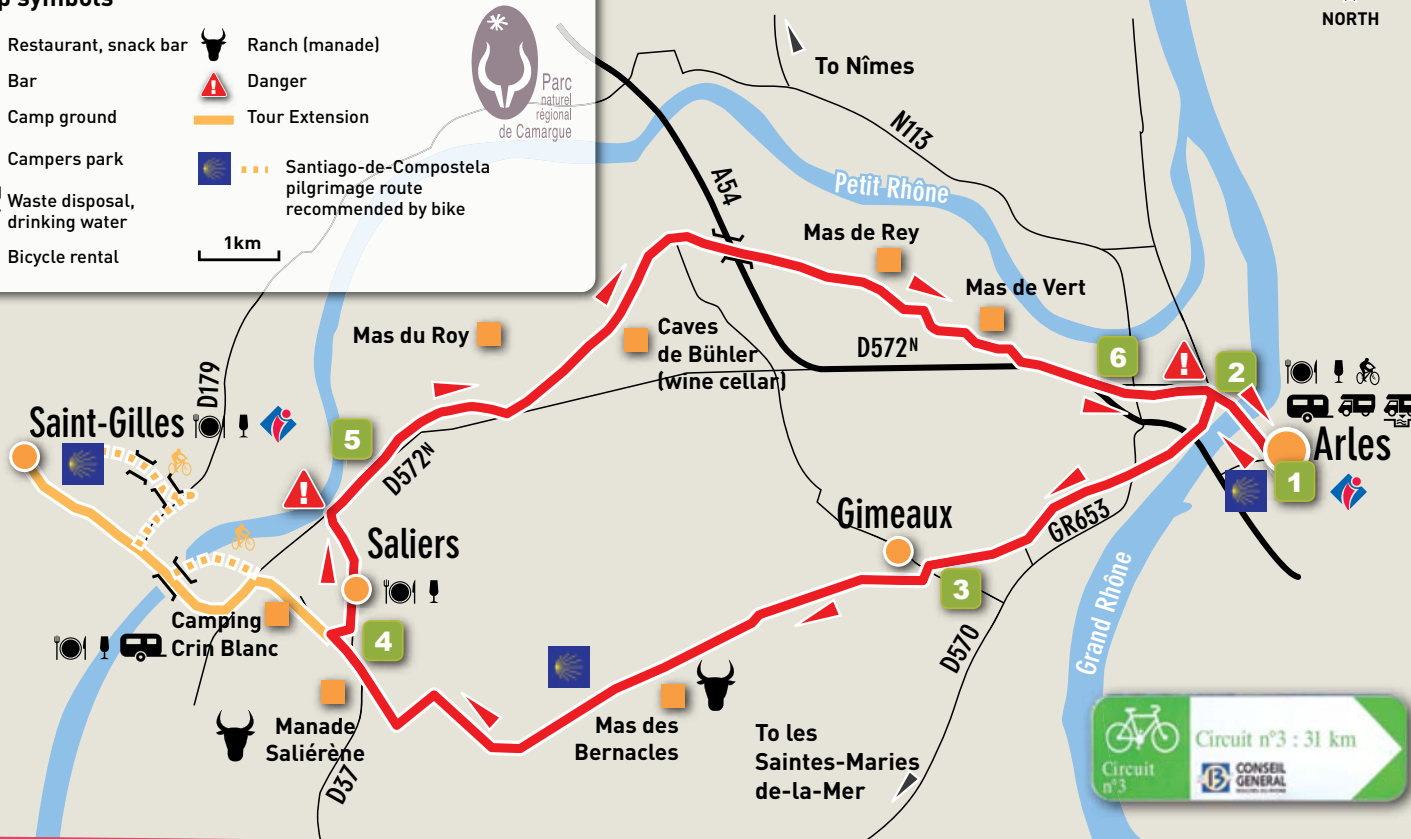 p symbols
Restaurant, snack bar
Bar
Camp ground
Campers park
Waste disposal,
drinking water
Bicycle rental
Ranch (manade)
Danger
Tour Extension
Santiago-de-Compostela
pilgrimage route
recommended by bike
1km
Parc
naturel
régional
de Camargue
NORTH
To Nîmes
N113
A54
Petit Rhône
Mas de Rey
Mas de Vert
Mas du Roy
Caves
de Bühler
(wine cellar)
D572N
6
2
D179
Saint-Gilles
5
D572N
Arles
1
Saliers
Gimeaux
GR653
3
Camping
Crin Blanc
4
D570
Grand Rhône
Manade
Saliérène
Mas des
Bernacles
To les
Saintes-Maries
de-la-Mer
D37
Circuit n°3 : 31 km
Circuit
n°3
CONSEIL
GENERAL